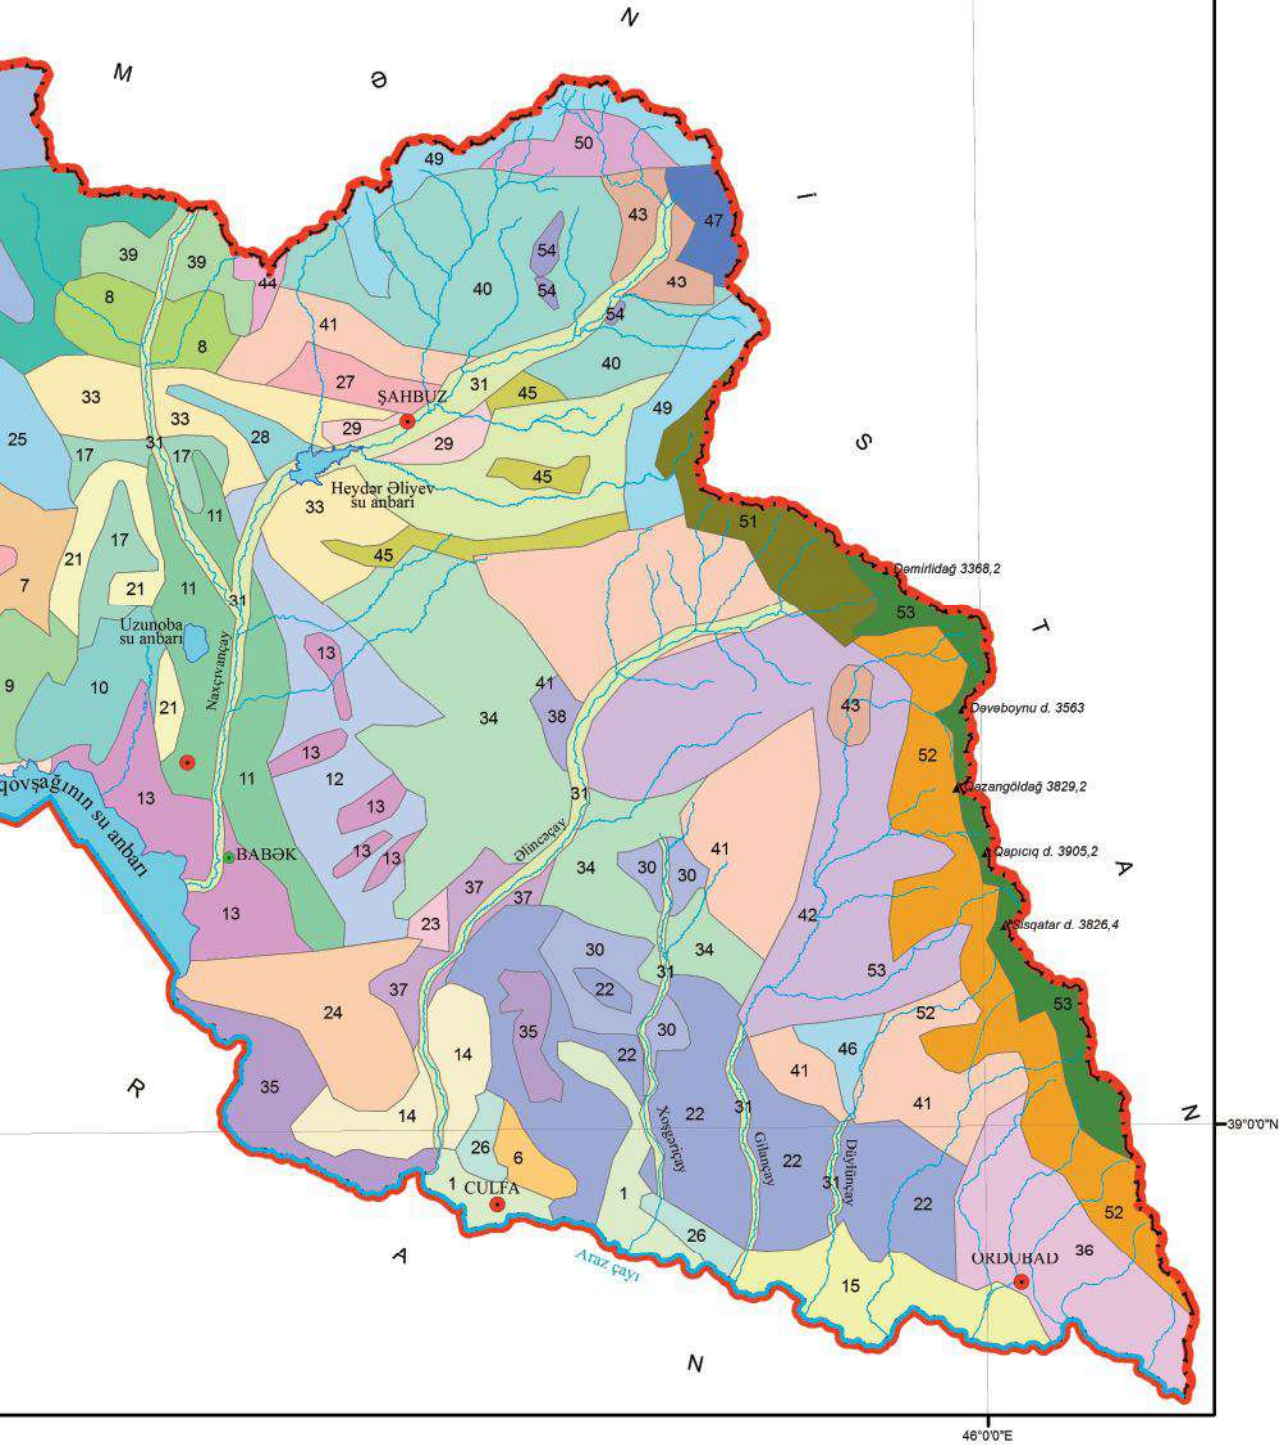 N
M
Ə
50
49
İ
43
47
39
39
54
44
43
8
40
54
54
41
8
40
27
31
45
ŞAHBUZ
33
33
49
29
28
29
25
31
17
17
45
Heydər Əliyev
su anbarı
33
S
11
51
17
45
21
Dəmirlidağ 3368,2
7
21
11
31
53
Uzunoba
su anbarı
T
13
Naxçıvançay
9
10
41
21
43
Dəvəboynu d. 3563
38
34
13
52
11
12
qovşağının su anbarı
13
31
Qazangöldağ 3829,2
13
Əlincəçay
41
BABƏK
13
13
Qapıcıq d. 3905,2
34
30
30
A
37
37
13
23
42
Sısqatar d. 3826,4
30
34
31
53
37
22
53
24
52
35
30
46
14
22
41
35
R
31
41
14
22
N
39°0'0"N
Xoşgəriçay
Gilançay
Düylünçay
26
6
22
1
CULFA
1
31
22
52
26
A
36
ORDUBAD
Araz çayı
15
N
46°0'0"E